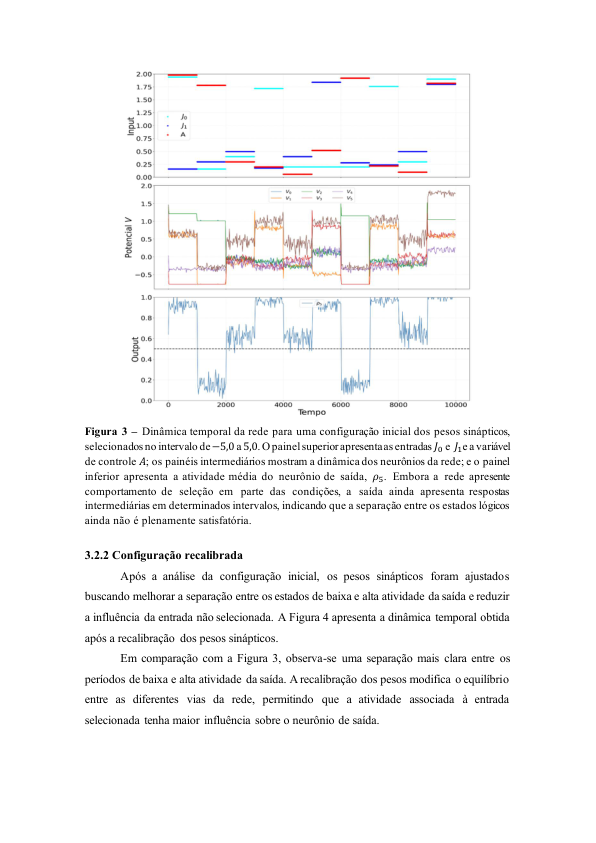 2.00
1.75
1.50
1.25
1.00
0.75
0.50
0.25
0.00
Input
J₀
J₁
A
2.0
1.5
1.0
0.5
0.0
−0.5
Potencial V
1.0
0.8
0.6
0.4
0.2
0.0
Output
0 2000 4000 6000 8000 10000
Tempo
Figura 3 – Dinâmica temporal da rede para uma configuração inicial dos pesos sinápticos,
selecionados no intervalo de −5,0 a 5,0. O painel superior apresenta as entradas J₀ e J₁ e a variável
de controle A; os painéis intermediários mostram a dinâmica dos neurônios da rede; e o painel
inferior apresenta a atividade média do neurônio de saída, ρ₅. Embora a rede apresente
comportamento de seleção em parte das condições, a saída ainda apresenta respostas
intermediárias em determinados intervalos, indicando que a separação entre os estados lógicos
ainda não é plenamente satisfatória.
3.2.2 Configuração recalibrada
Após a análise da configuração inicial, os pesos sinápticos foram ajustados
buscando melhorar a separação entre os estados de baixa e alta atividade da saída e reduzir
a influência da entrada não selecionada. A Figura 4 apresenta a dinâmica temporal obtida
após a recalibração dos pesos sinápticos.
Em comparação com a Figura 3, observa-se uma separação mais clara entre os
períodos de baixa e alta atividade da saída. A recalibração dos pesos modifica o equilíbrio
entre as diferentes vias da rede, permitindo que a atividade associada à entrada
selecionada tenha maior influência sobre o neurônio de saída.